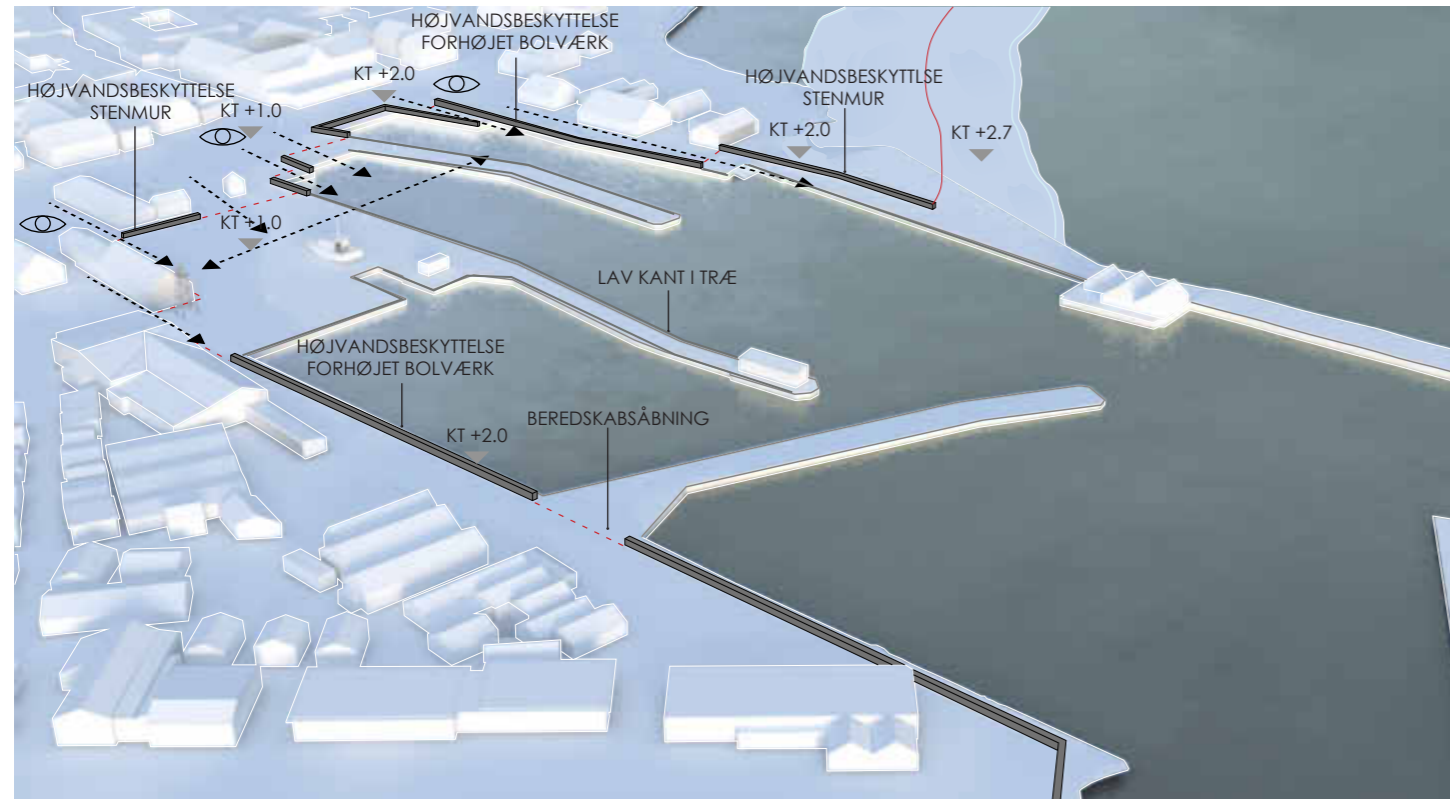 HØJVANDSBESKYTTELSE
FORHØJET BOLVÆRK
KT +2.0
HØJVANDSBESKYTTLSE
STENMUR
HØJVANDSBESKYTTELSE
STENMUR
KT +1.0
KT +2.0
KT +2.7
KT +1.0
LAV KANT I TRÆ
HØJVANDSBESKYTTELSE
FORHØJET BOLVÆRK
BEREDSKABSÅBNING
KT +2.0